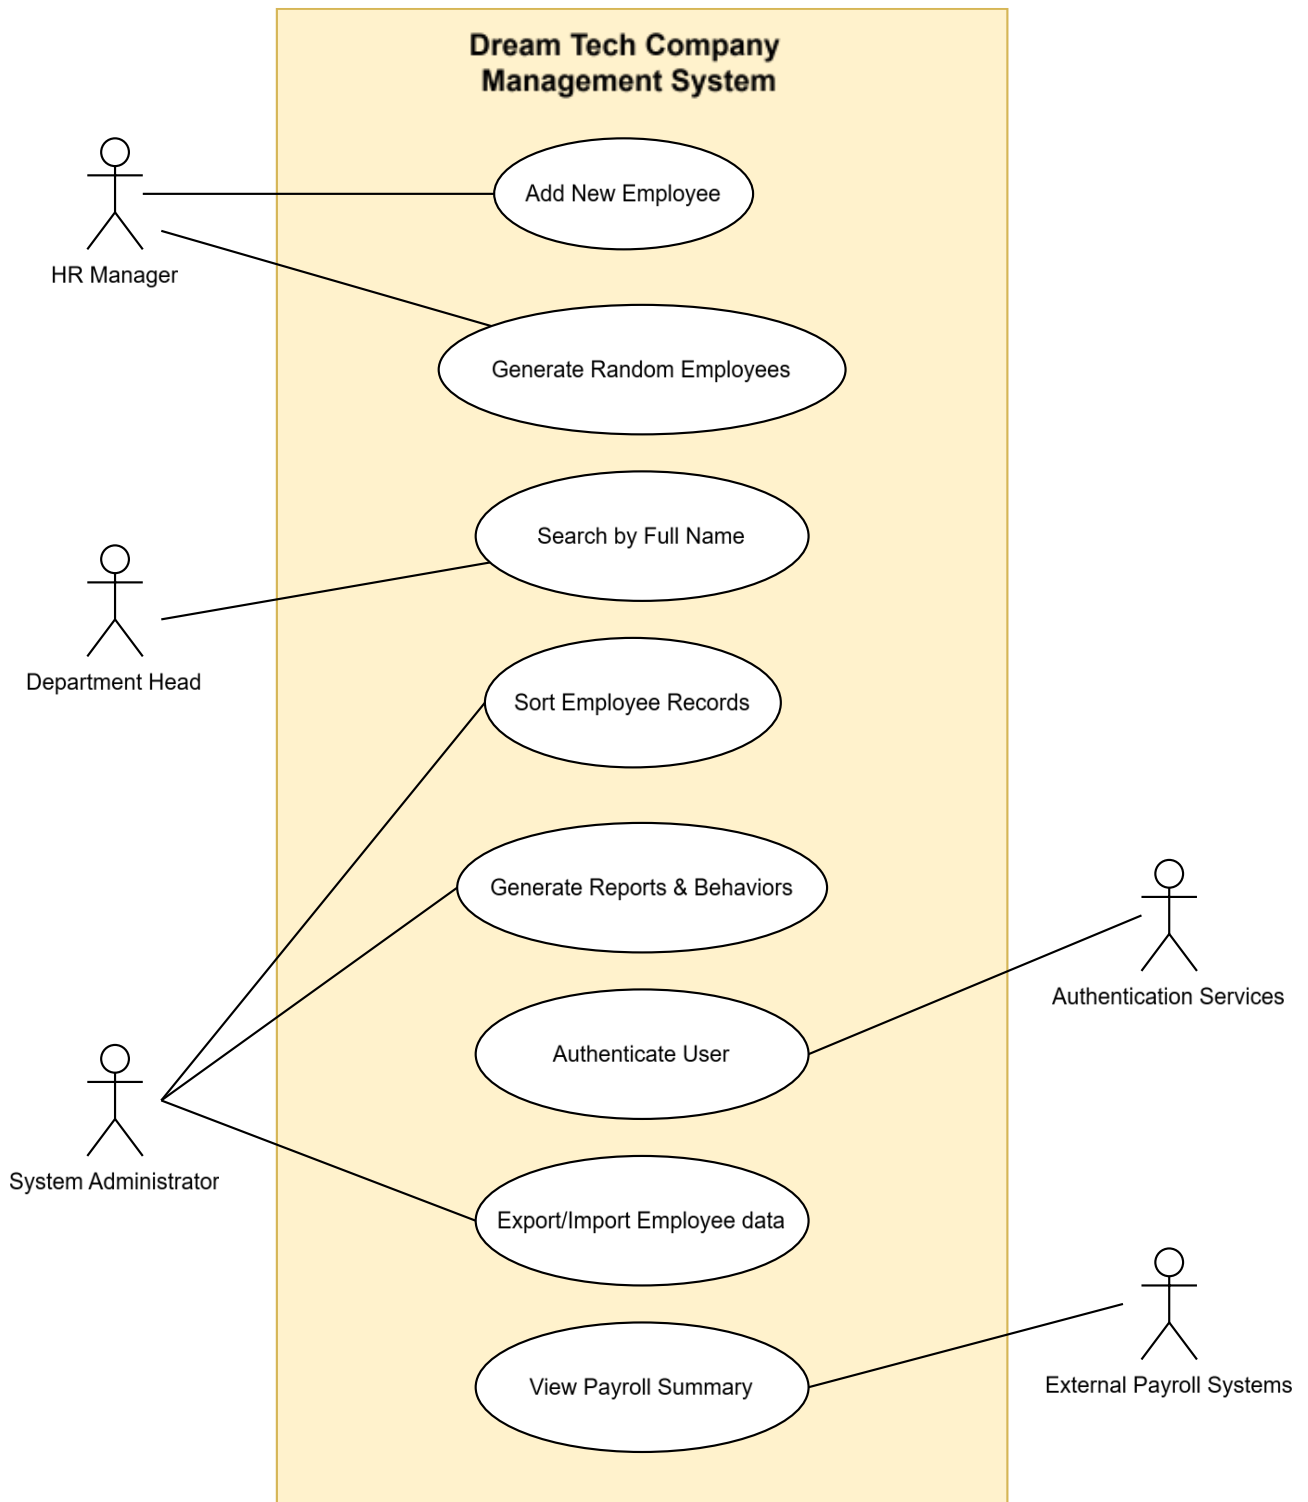 Dream Tech Company
Management System
Add New Employee
HR Manager
Generate Random Employees
Search by Full Name
Department Head
Sort Employee Records
Generate Reports & Behaviors
Authentication Services
Authenticate User
System Administrator
Export/Import Employee data
View Payroll Summary
External Payroll Systems